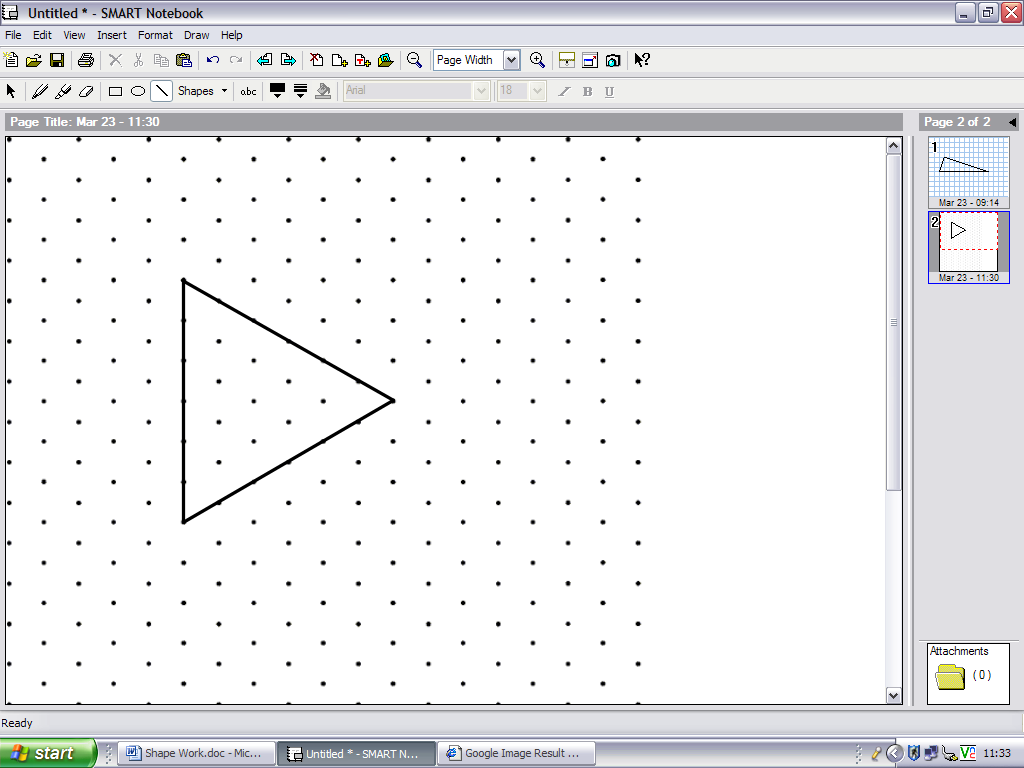 Untitled * - SMART Notebook
File Edit View Insert Format Draw Help
Page Width
Shapes abc Arial 18 I B U
Page Title: Mar 23 - 11:30
Page 2 of 2
1
Mar 23 - 09:14
2
Mar 23 - 11:30
Attachments
( 0 )
Ready
start Shape Work.doc - Mic... Untitled * - SMART N... Google Image Result ... 11:33